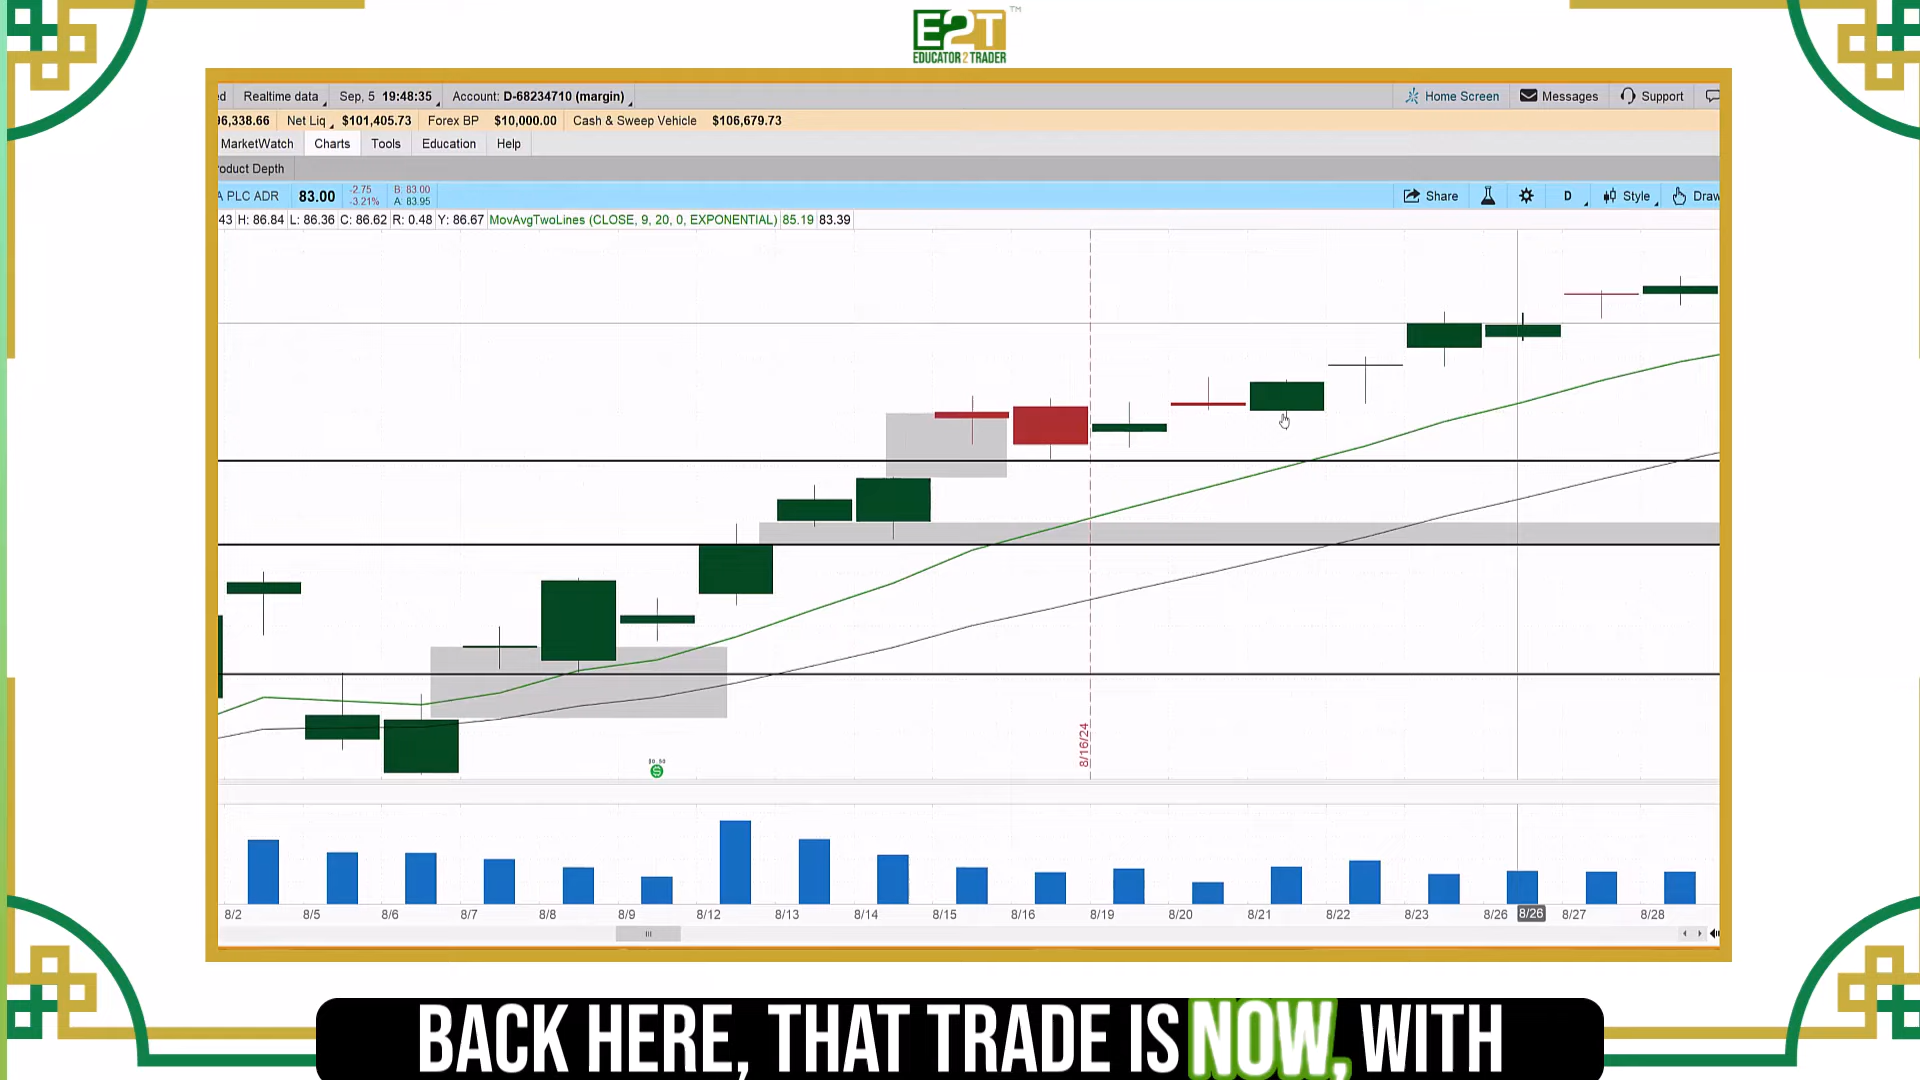 E2T ™
EDUCATOR2TRADER
d Realtime data Sep, 5 19:48:35 Account: D-68234710 (margin) Home Screen Messages Support
96,338.66 Net Liq $101,405.73 Forex BP $10,000.00 Cash & Sweep Vehicle $106,679.73
MarketWatch Charts Tools Education Help
roduct Depth
A PLC ADR 83.00 -2.75 B: 83.00 Share D Style Draw
-3.21% A: 83.95
43 H: 86.84 L: 86.36 C: 86.62 R: 0.48 Y: 86.67 MovAvgTwoLines (CLOSE, 9, 20, 0, EXPONENTIAL) 85.19 83.39
8/16/24
$0.50
$
8/2 8/5 8/6 8/7 8/8 8/9 8/12 8/13 8/14 8/15 8/16 8/19 8/20 8/21 8/22 8/23 8/26 8/26 8/27 8/28
BACK HERE, THAT TRADE IS NOW, WITH